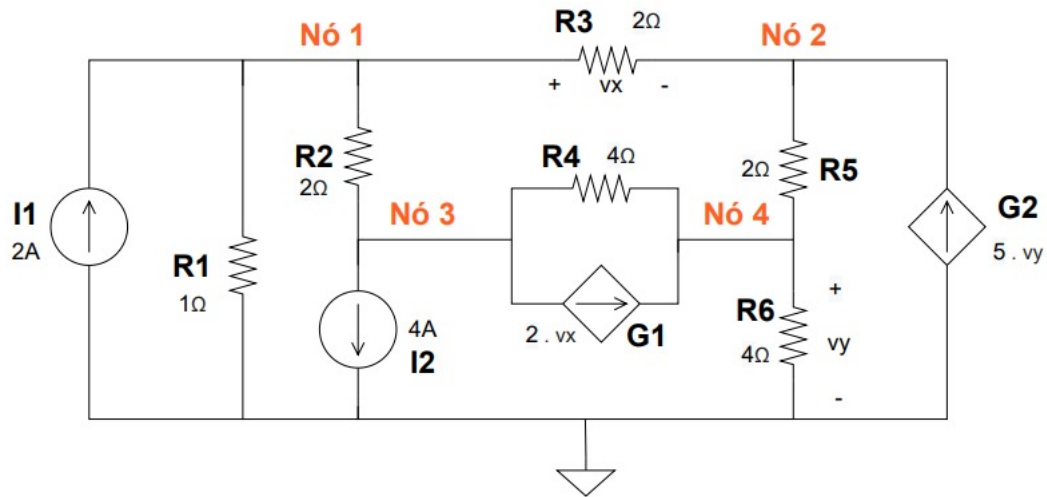 R3 2Ω
Nó 1
Nó 2
+ vx -
R2
2Ω
R4 4Ω
2Ω R5
I1
2A
Nó 3
Nó 4
G2
5 . vy
R1
1Ω
4A
I2
2 . vx
G1
R6
4Ω
+
vy
-